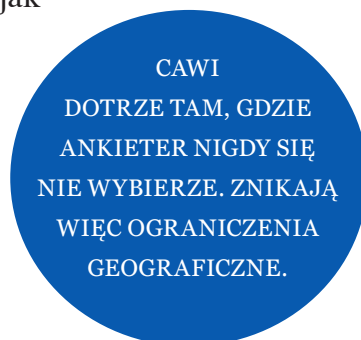 jak
CAWI
DOTRZE TAM, GDZIE
ANKIETER NIGDY SIĘ
NIE WYBIERZE. ZNIKAJĄ
WIĘC OGRANICZENIA
GEOGRAFICZNE.